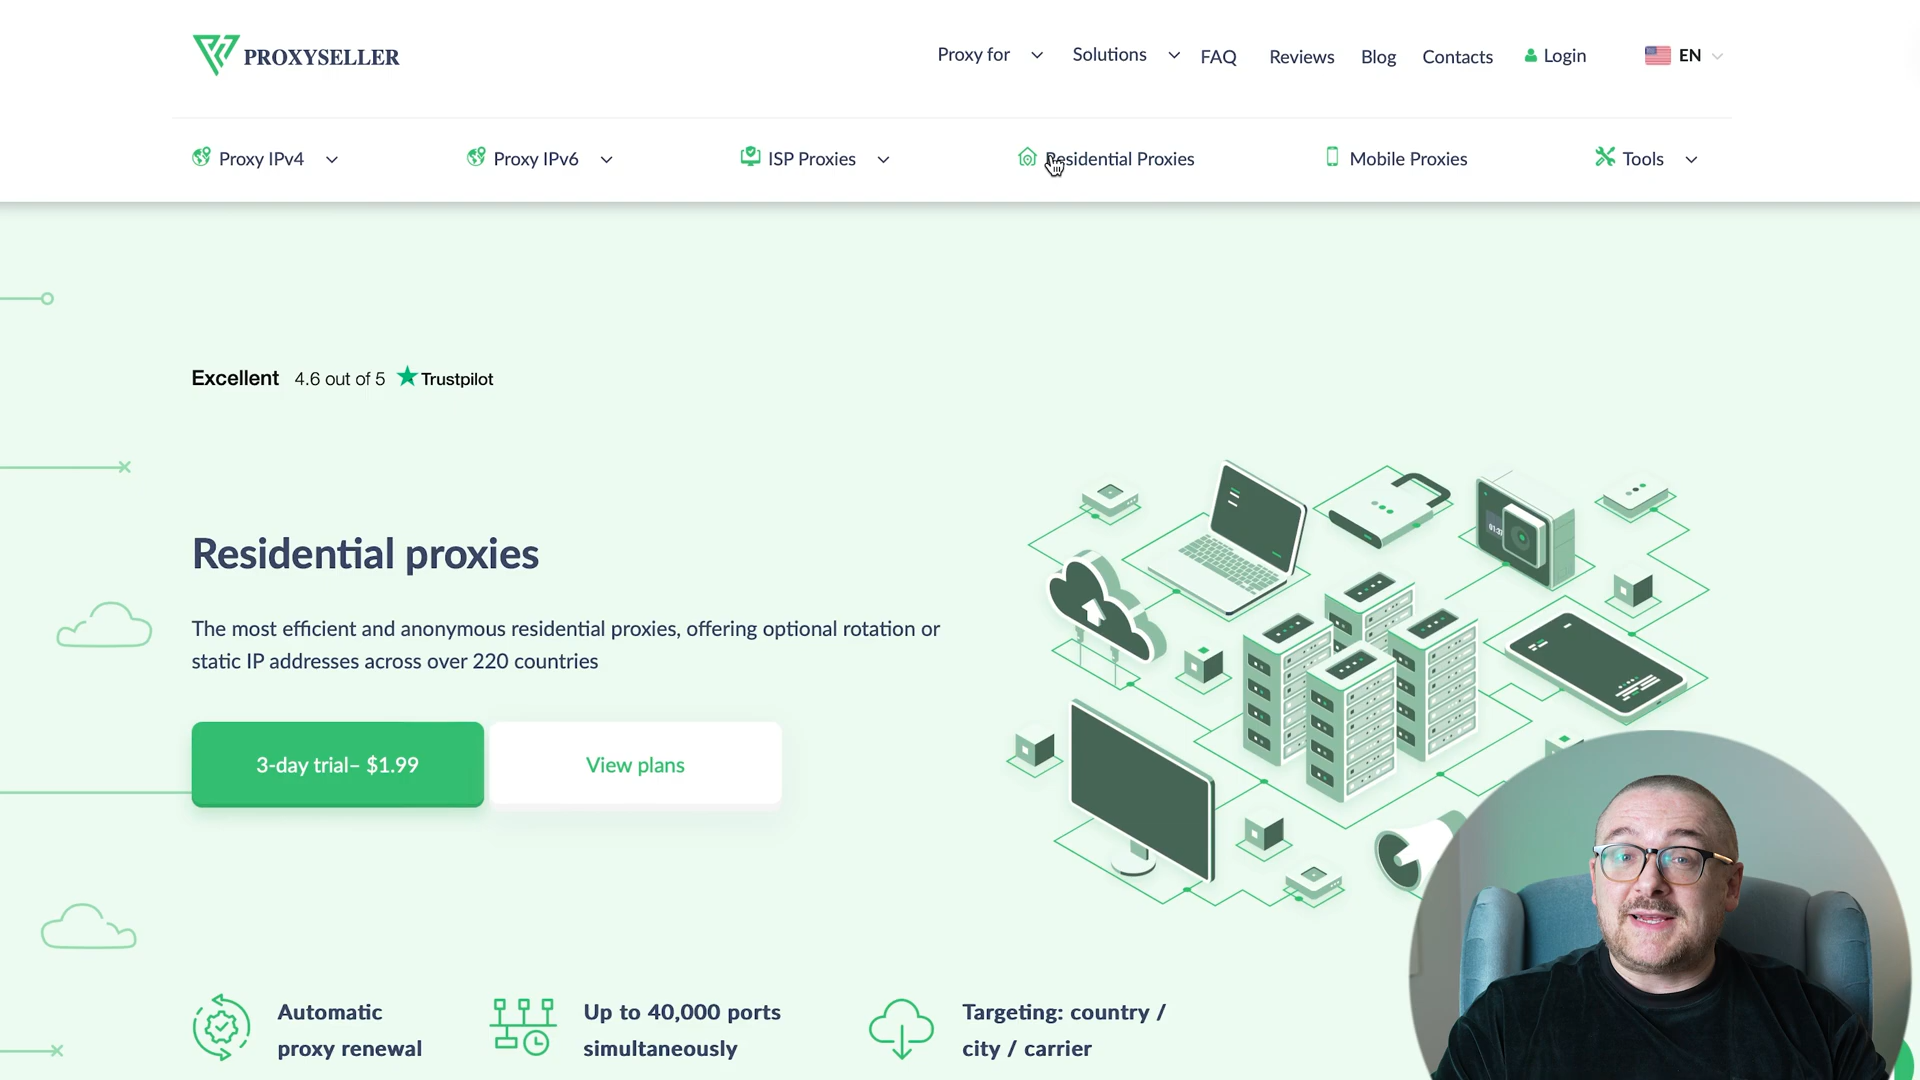 PROXYSELLER
Proxy for
Solutions
FAQ
Reviews
Blog
Contacts
Login
EN
Proxy IPv4
Proxy IPv6
ISP Proxies
Residential Proxies
Mobile Proxies
Tools
Excellent 4.6 out of 5 Trustpilot
Residential proxies
The most efficient and anonymous residential proxies, offering optional rotation or
static IP addresses across over 220 countries
3-day trial– $1.99
View plans
Automatic
proxy renewal
Up to 40,000 ports
simultaneously
Targeting: country /
city / carrier